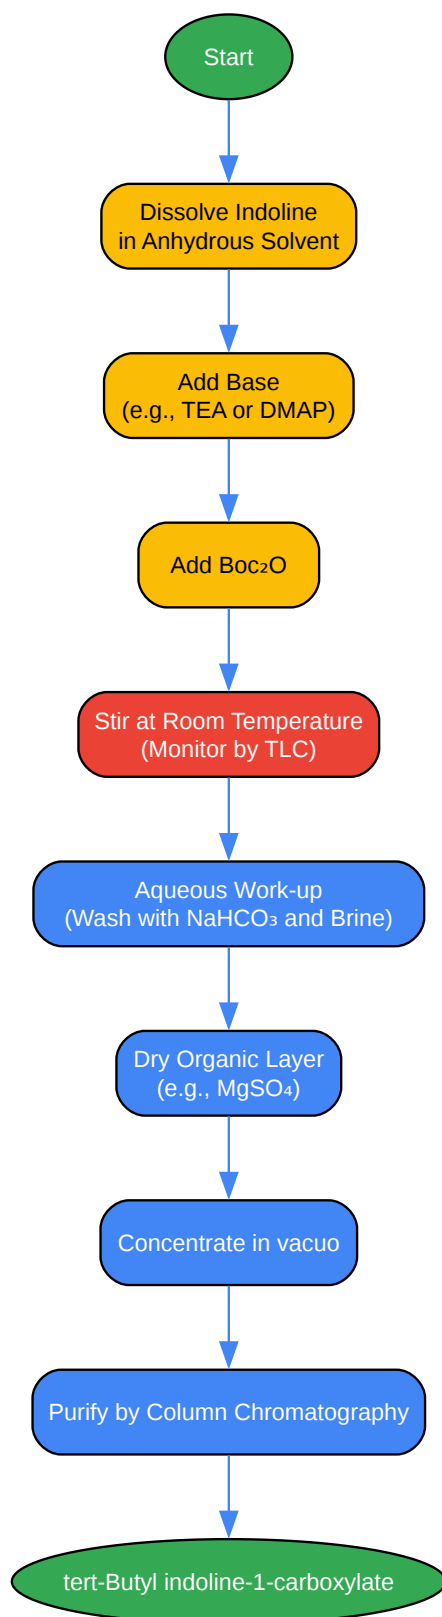 Start
Dissolve Indoline
in Anhydrous Solvent
Add Base
(e.g., TEA or DMAP)
Add Boc₂O
Stir at Room Temperature
(Monitor by TLC)
Aqueous Work-up
(Wash with NaHCO₃ and Brine)
Dry Organic Layer
(e.g., MgSO₄)
Concentrate in vacuo
Purify by Column Chromatography
tert-Butyl indoline-1-carboxylate